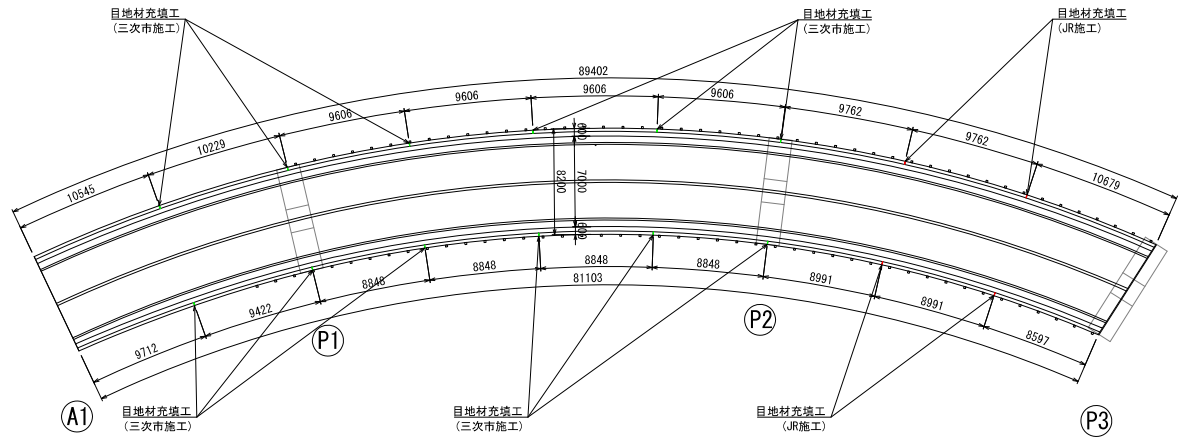 目地材充填工
(三次市施工)
目地材充填工
(三次市施工)
目地材充填工
(JR施工)
89402
10545
10229
9606
9606
9606
9606
9762
9762
10679
600
8200
7000
600
9712
9422
8848
8848
8848
8848
8991
8991
8597
81103
P1
P2
A1
P3
目地材充填工
(三次市施工)
目地材充填工
(三次市施工)
目地材充填工
(JR施工)